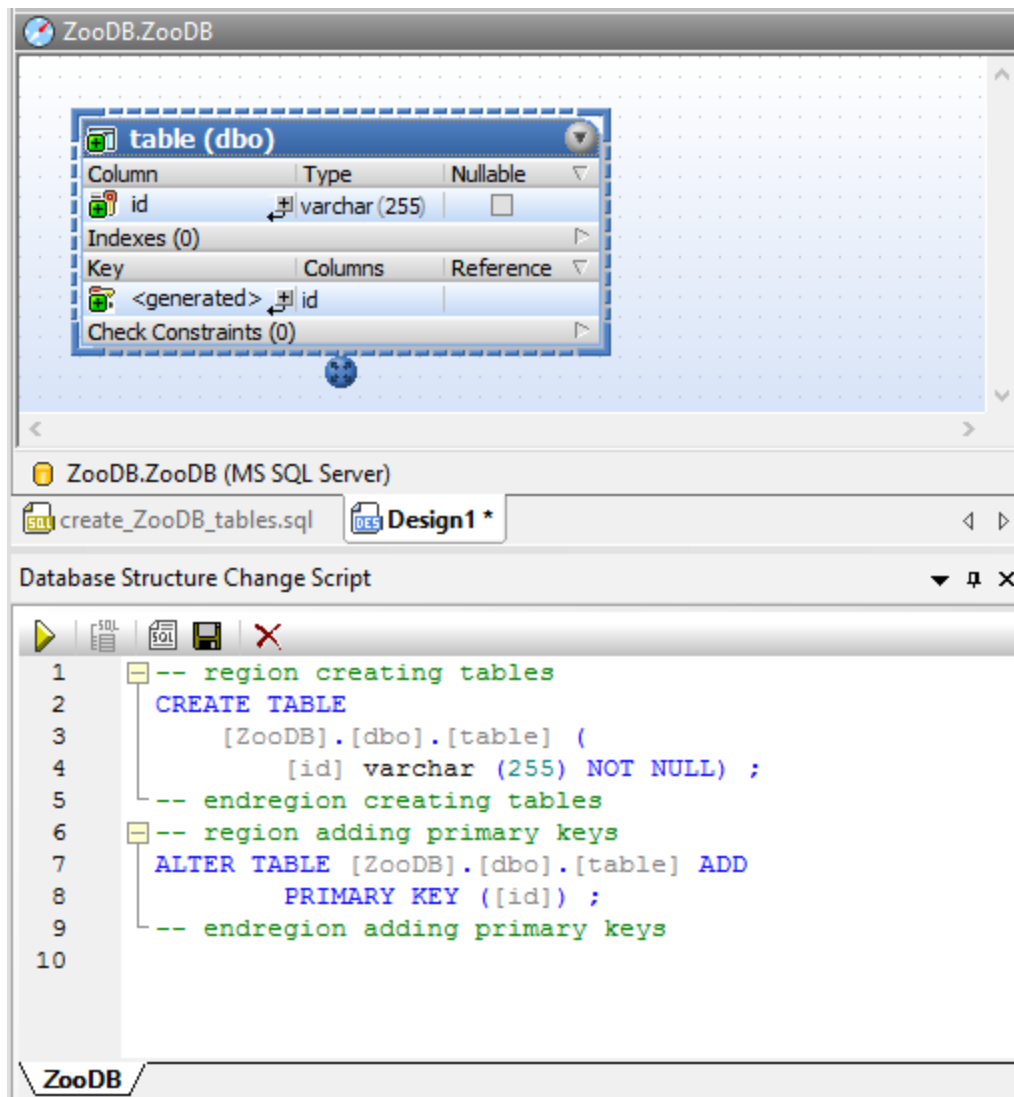 ZooDB.ZooDB
table (dbo)
Column Type Nullable
id varchar (255)
Indexes (0)
Key Columns Reference
<generated> id
Check Constraints (0)
ZooDB.ZooDB (MS SQL Server)
create_ZooDB_tables.sql Design1 *
Database Structure Change Script
1 -- region creating tables
2 CREATE TABLE
3 [ZooDB].[dbo].[table] (
4 [id] varchar (255) NOT NULL) ;
5 -- endregion creating tables
6 -- region adding primary keys
7 ALTER TABLE [ZooDB].[dbo].[table] ADD
8 PRIMARY KEY ([id]) ;
9 -- endregion adding primary keys
10
ZooDB